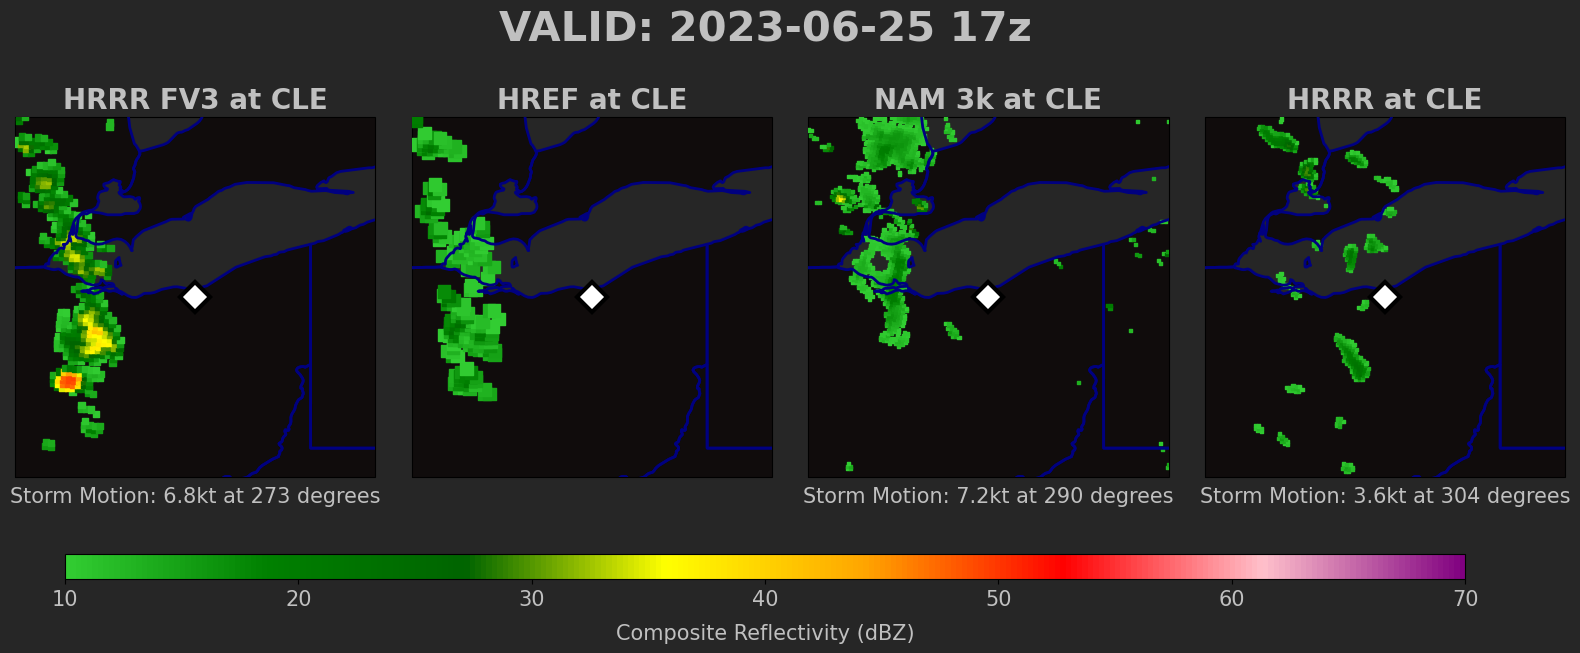 VALID: 2023-06-25 17z
HRRR FV3 at CLE
HREF at CLE
NAM 3k at CLE
HRRR at CLE
Storm Motion: 6.8kt at 273 degrees
Storm Motion: 7.2kt at 290 degrees
Storm Motion: 3.6kt at 304 degrees
10 20 30 40 50 60 70
Composite Reflectivity (dBZ)